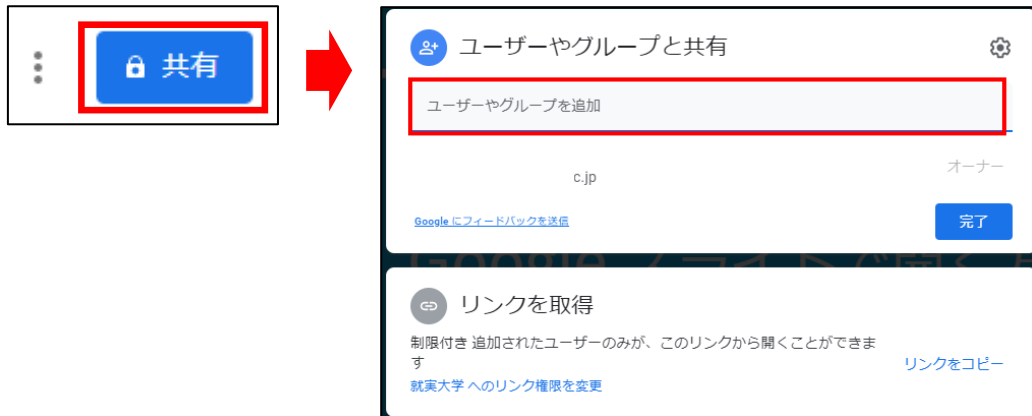 共有
ユーザーやグループと共有
ユーザーやグループを追加
c.jp
オーナー
Google にフィードバックを送信
完了
リンクを取得
制限付き 追加されたユーザーのみが、このリンクから開くことができま
す
リンクをコピー
就実大学 へのリンク権限を変更